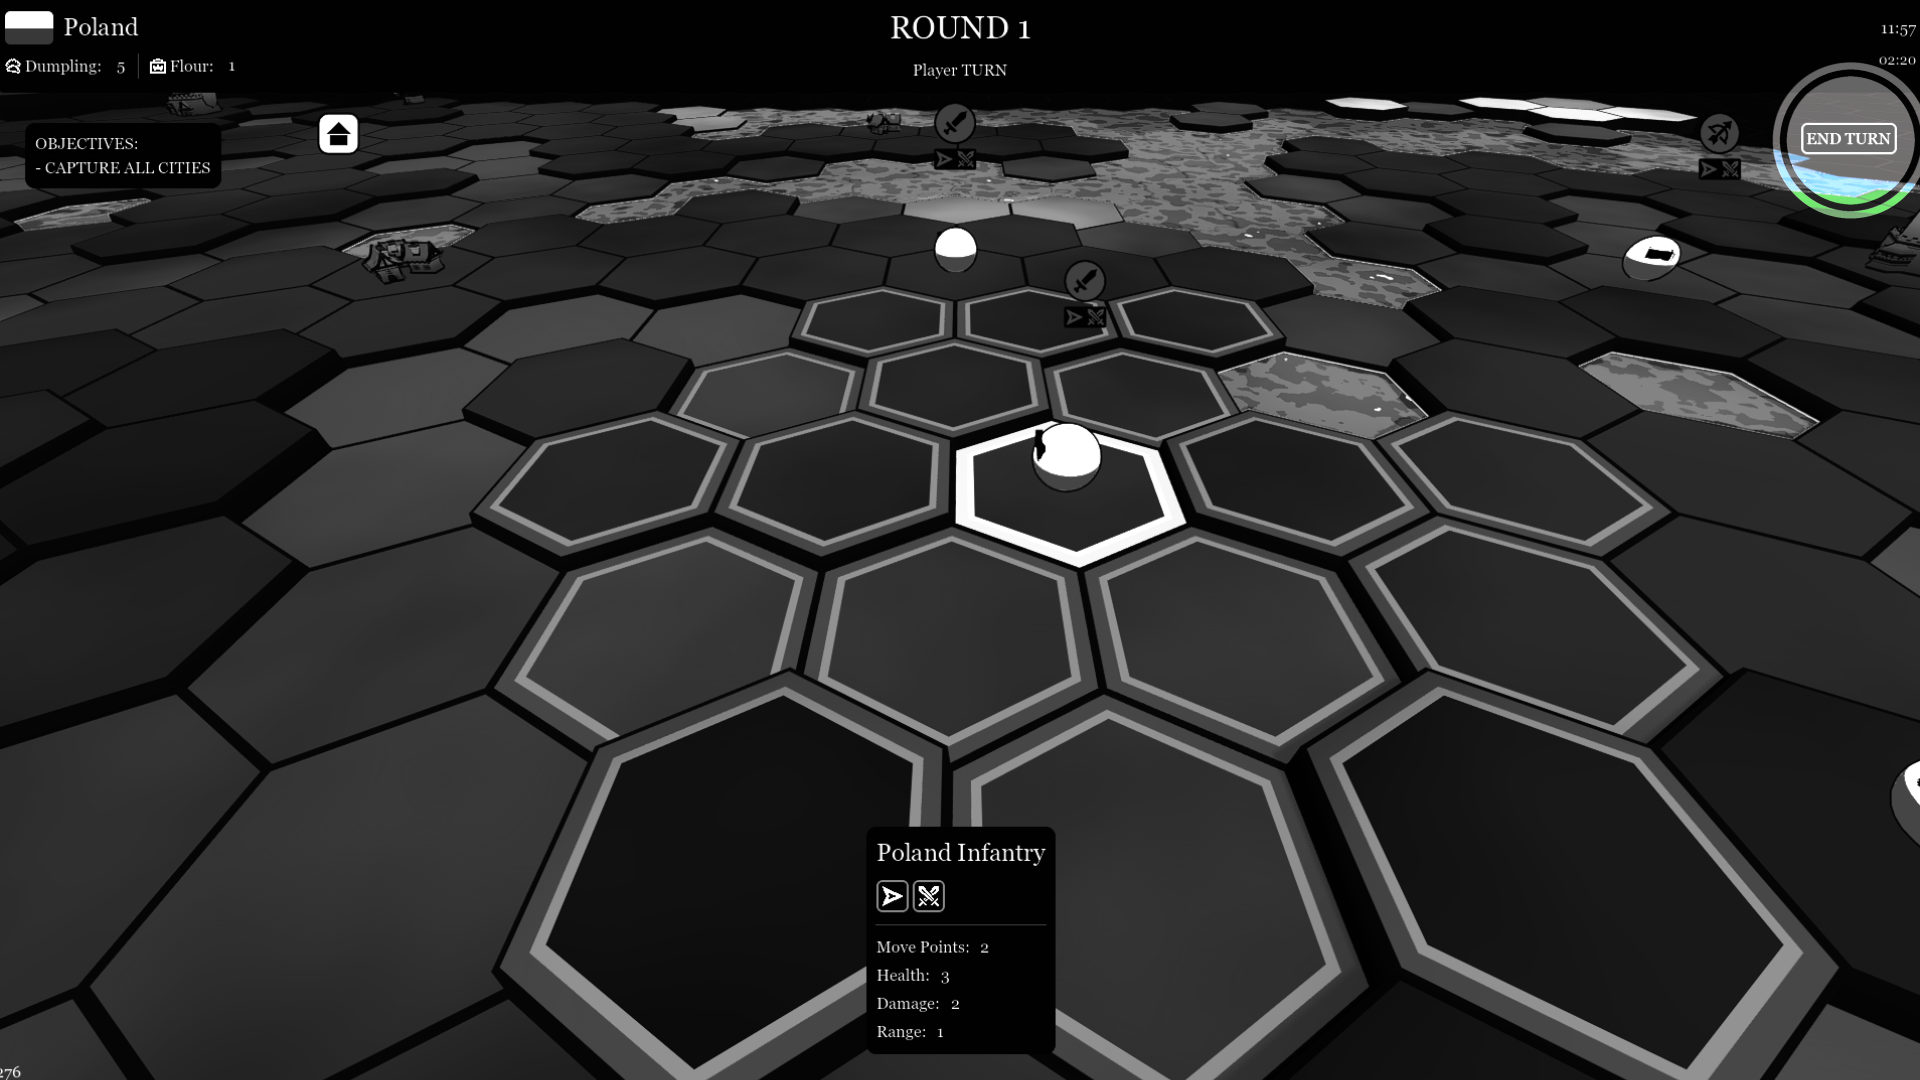 Poland
ROUND 1
11:57
Dumpling: 5
Flour: 1
Player TURN
02:20
OBJECTIVES:
- CAPTURE ALL CITIES
END TURN
Poland Infantry
Move Points: 2
Health: 3
Damage: 2
Range: 1
276